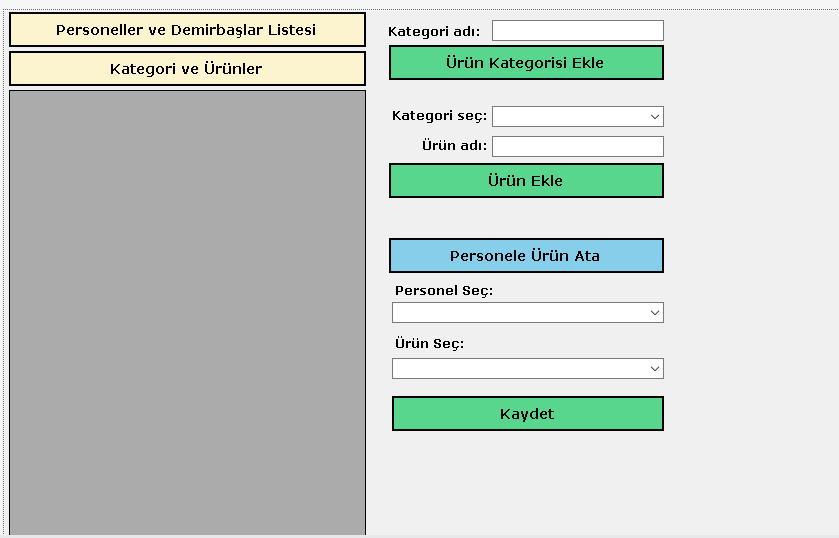 Personeller ve Demirbaşlar Listesi
Kategori ve Ürünler
Kategori adı:
Ürün Kategorisi Ekle
Kategori seç:
Ürün adı:
Ürün Ekle
Personele Ürün Ata
Personel Seç:
Ürün Seç:
Kaydet